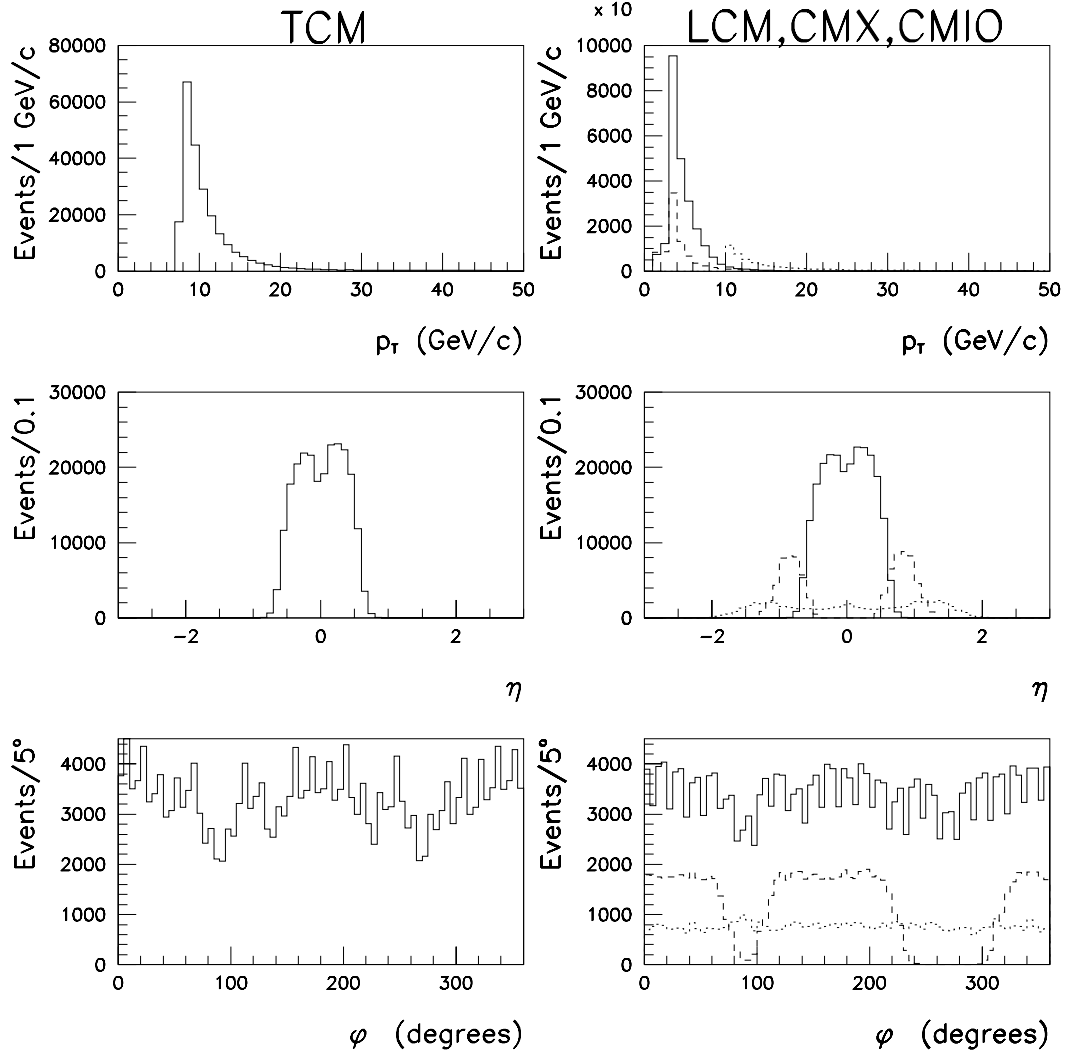 TCM
Events/1 GeV/c
80000
60000
40000
20000
0
0 10 20 30 40 50
pT (GeV/c)
LCM,CMX,CMIO
x 10
Events/1 GeV/c
10000
8000
6000
4000
2000
0
0 10 20 30 40 50
pT (GeV/c)
Events/0.1
30000
20000
10000
0
−2 0 2
η
Events/0.1
30000
20000
10000
0
−2 0 2
η
Events/5°
4000
3000
2000
1000
0
0 100 200 300
φ (degrees)
Events/5°
4000
3000
2000
1000
0
0 100 200 300
φ (degrees)